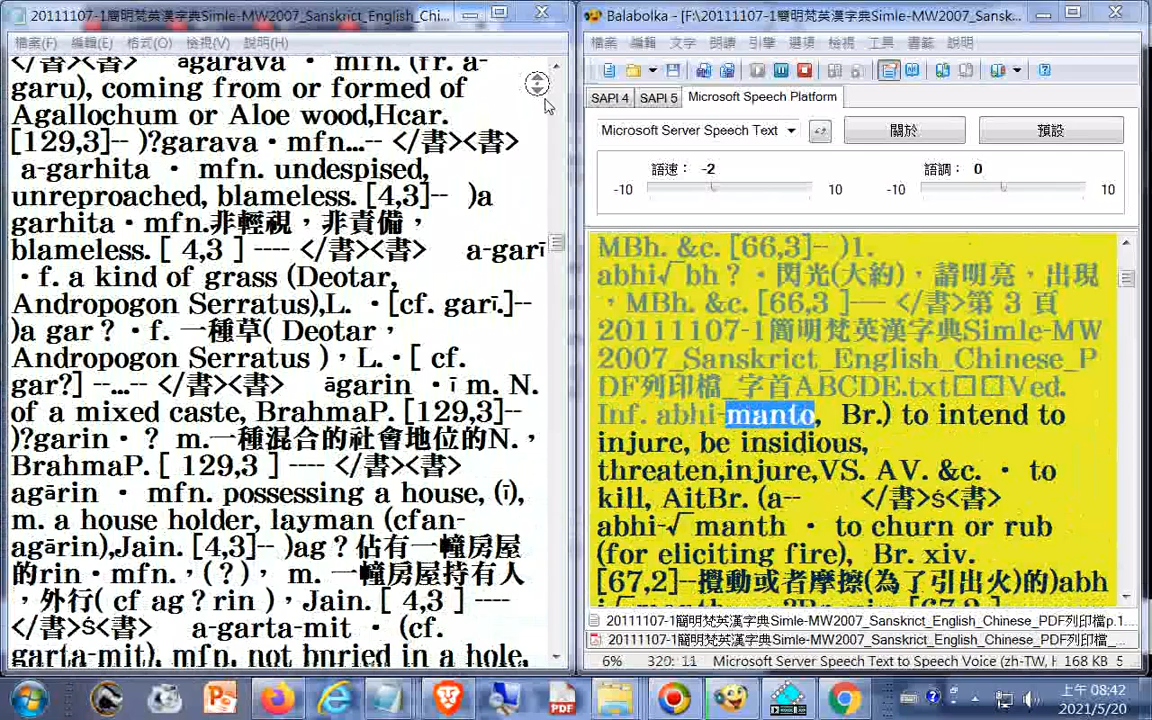 20111107-1簡明梵英漢字典Simle-MW2007_Sanskrict_English_Chi...
檔案(F) 編輯(E) 格式(O) 檢視(V) 說明(H)
</書><書> āgarava • mfn. (fr. a-
garu), coming from or formed of
Agallochum or Aloe wood,Hcar.
[129,3]-- )?garava • mfn...-- </書><書>
a-garhita • mfn. undespised,
unreproached, blameless. [4,3]-- )a
garhita • mfn.非輕視，非責備，
blameless. [ 4,3 ] ---- </書><書> a-garī
• f. a kind of grass (Deotar,
Andropogon Serratus),L. • [cf. garī.]--
)a gar？• f. 一種草( Deotar，
Andropogon Serratus )，L. • [ cf.
gar?] --...-- </書><書> āgarin • ī m. N.
of a mixed caste, BrahmaP. [129,3]--
)?garin • ？ m.一種混合的社會地位的N.，
BrahmaP. [ 129,3 ] ---- </書><書>
agārin • mfn. possessing a house, (ī),
m. a house holder, layman (cfan-
agārin),Jain. [4,3]-- )ag？佔有一幢房屋
的rin • mfn.，(？)， m. 一幢房屋持有人
，外行( cf ag？rin )，Jain. [ 4,3 ] ----
</書>ś<書> a-garta-mit • (cf.
garta-mit), mfn. not buried in a hole,
Balabolka - [F:\20111107-1簡明梵英漢字典Simle-MW2007_Sansk...
檔案 編輯 文字 朗讀 引擎 選項 檢視 工具 書籤 說明
SAPI 4 SAPI 5 Microsoft Speech Platform
Microsoft Server Speech Text 關於 預設
語速： -2 語調： 0
-10 10 -10 10
MBh. &c. [66,3]-- )1.
abhi√bh？• 閃光(大約)，請明亮，出現
，MBh. &c. [66,3 ]---- </書>第 3 頁
20111107-1簡明梵英漢字典Simle-MW
2007_Sanskrict_English_Chinese_P
DF列印檔_字首ABCDE.txt□□Ved.
Inf. abhi-manto, Br.) to intend to
injure, be insidious,
threaten,injure,VS. AV. &c. • to
kill, AitBr. (a-- </書>ś<書>
abhi-√manth • to churn or rub
(for eliciting fire), Br. xiv.
[67,2]--攪動或者摩擦(為了引出火)的)abh
20111107-1簡明梵英漢字典Simle-MW2007_Sanskrict_English_Chinese_PDF列印檔p.1...
20111107-1簡明梵英漢字典Simle-MW2007_Sanskrict_English_Chinese_PDF列印檔_...
6% 320: 11 Microsoft Server Speech Text to Speech Voice (zh-TW, H 168 KB 5
上午 08:42
2021/5/20